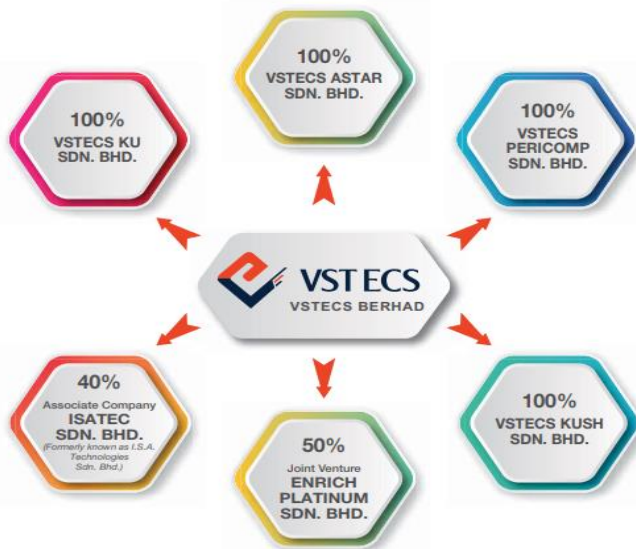 100%
VSTECS ASTAR
SDN. BHD.
100%
VSTECS KU
SDN. BHD.
100%
VSTECS
PERICOMP
SDN. BHD.
VST ECS
VSTECS BERHAD
40%
Associate Company
ISATEC
SDN. BHD.
(Formerly known as I.S.A.
Technologies
Sdn. Bhd.)
50%
Joint Venture
ENRICH
PLATINUM
SDN. BHD.
100%
VSTECS KUSH
SDN. BHD.